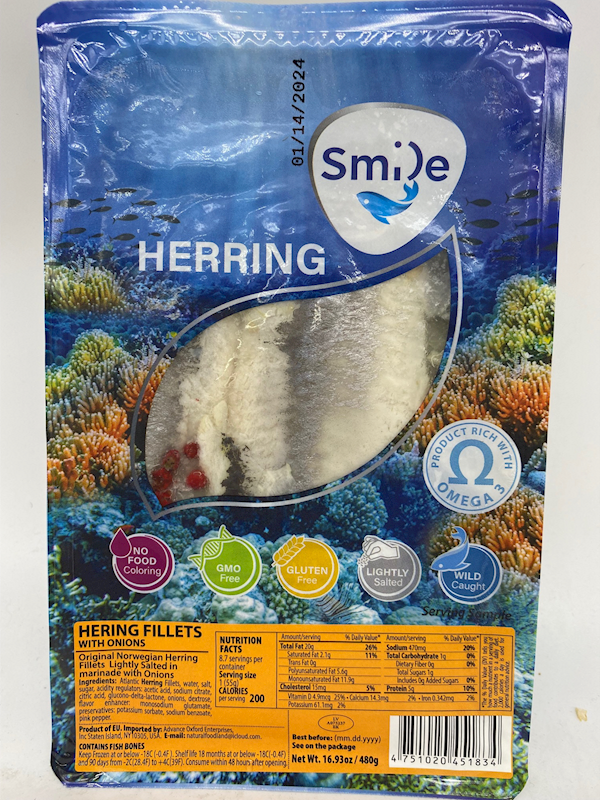 01/14/2024
Smile
HERRING
PRODUCT RICH WITH
Ω
OMEGA 3
NO
FOOD
Coloring
GMO
Free
GLUTEN
Free
LIGHTLY
Salted
WILD
Caught
Serving Sample
HERING FILLETS
WITH ONIONS
Original Norwegian Herring
Fillets Lightly Salted in
marinade with Onions
Ingredients: Atlantic Herring Fillets, water, salt,
sugar, acidity regulators: acetic acid, sodium citrate,
citric acid, glucono-delta-lactone, onions, dextrose,
flavor enhancer: monosodium glutamate,
preservatives: potassium sorbate, sodium benzoate,
pink pepper.
Product of EU. Imported by: Advance Oxford Enterprises,
Inc Staten Island, NY10305, USA. E-mail: naturalfoodland@icloud.com.
CONTAINS FISH BONES
Keep Frozen at or below -18C (-0.4F). Shelf life 18 months at or below -18C(-0.4F)
and 90 days from -2C(28.4F) to +4C(39F). Consume within 48 hours after opening.
NUTRITION
FACTS
8.7 servings per
container
Serving size
1 (55g)
CALORIES
per serving 200
Amount/serving % Daily Value*
Total Fat 20g 26%
Saturated Fat 2.1g 11%
Trans Fat 0g
Polyunsaturated Fat 5.6g
Monounsaturated Fat 11.9g
Cholesterol 15mg 5%
Amount/serving % Daily Value*
Sodium 470mg 20%
Total Carbohydrate 1g 0%
Dietary Fiber 0g 0%
Total Sugars 1g
Includes 0g Added Sugars 0%
Protein 5g 10%
Vitamin D 4.9mcg 25% • Calcium 14.3mg 2% • Iron 0.342mg 2%
Potassium 61.1mg 2%
Best before: (mm.dd.yyyy)
See on the package
Net Wt. 16.93oz / 480g
4 751020 451834